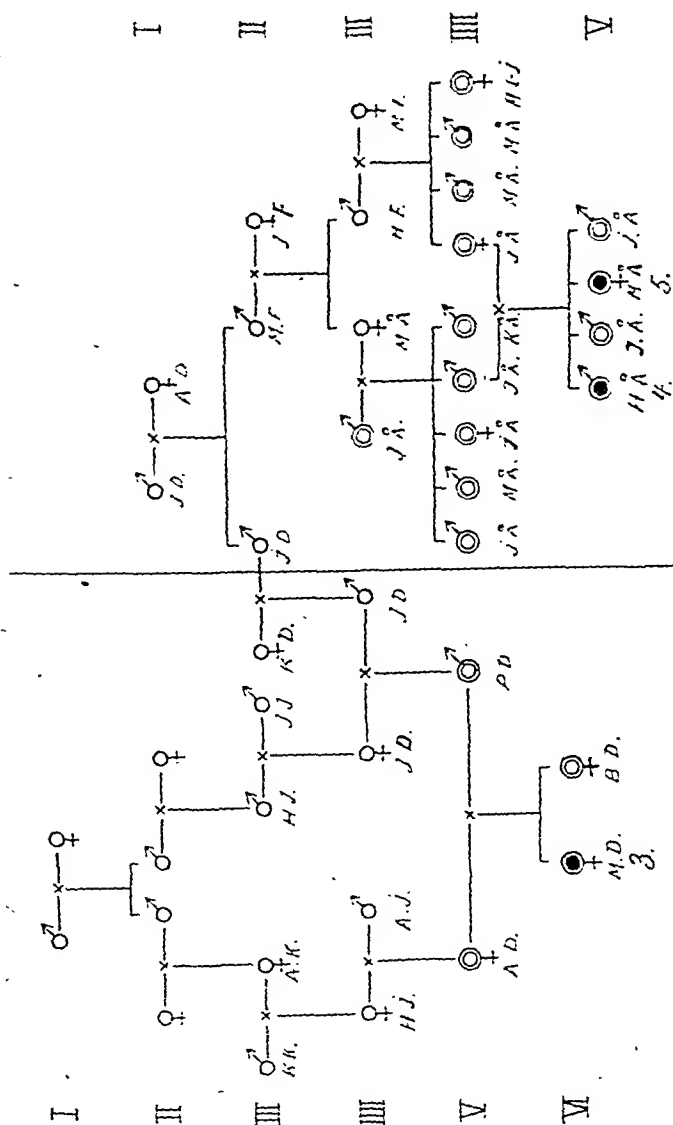 I
II
III
IIII
V
VI
I
II
III
IIII
V
J D.
A D
K.K.
A.K.
H J.
J J
K D.
J D
M.F.
J F
H J.
A.J.
J D.
J D
J Å.
M Å
H F.
A D.
P D
J Å
M Å.
J Å
J Å.
K Å.
J Å
M Å.
M Å
M.D.
B D.
3.
H Å
J.Å.
M Å
J.Å
4.
5.